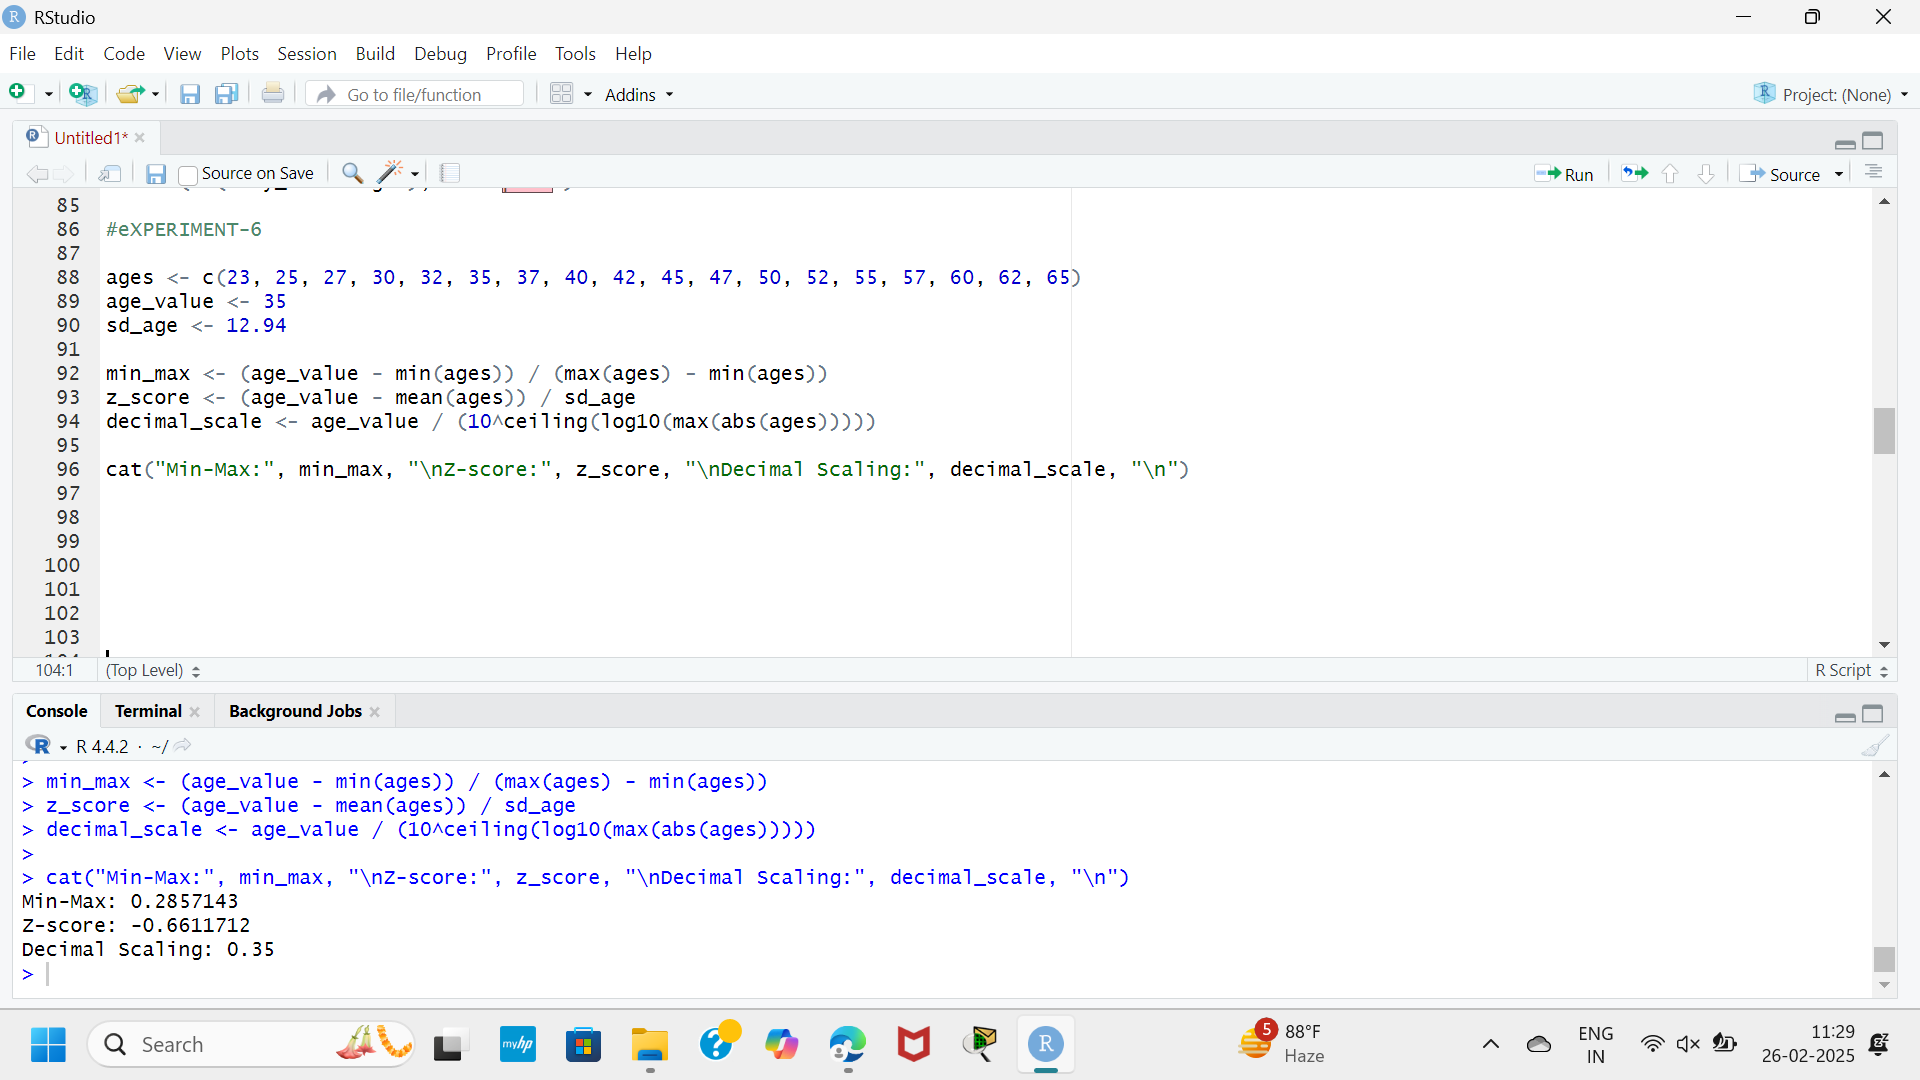 RStudio
File Edit Code View Plots Session Build Debug Profile Tools Help
Go to file/function Addins Project: (None)
Untitled1*
Source on Save Run Source
85
86 #eXPERIMENT-6
87
88 ages <- c(23, 25, 27, 30, 32, 35, 37, 40, 42, 45, 47, 50, 52, 55, 57, 60, 62, 65)
89 age_value <- 35
90 sd_age <- 12.94
91
92 min_max <- (age_value - min(ages)) / (max(ages) - min(ages))
93 z_score <- (age_value - mean(ages)) / sd_age
94 decimal_scale <- age_value / (10^ceiling(log10(max(abs(ages)))))
95
96 cat("Min-Max:", min_max, "\nZ-score:", z_score, "\nDecimal Scaling:", decimal_scale, "\n")
97
98
99
100
101
102
103
104:1 (Top Level) R Script
Console Terminal Background Jobs
R 4.4.2 · ~/
> min_max <- (age_value - min(ages)) / (max(ages) - min(ages))
> z_score <- (age_value - mean(ages)) / sd_age
> decimal_scale <- age_value / (10^ceiling(log10(max(abs(ages)))))
>
> cat("Min-Max:", min_max, "\nZ-score:", z_score, "\nDecimal Scaling:", decimal_scale, "\n")
Min-Max: 0.2857143
Z-score: -0.6611712
Decimal Scaling: 0.35
>
Search myhp R 5 88°F Haze ENG IN 11:29 26-02-2025